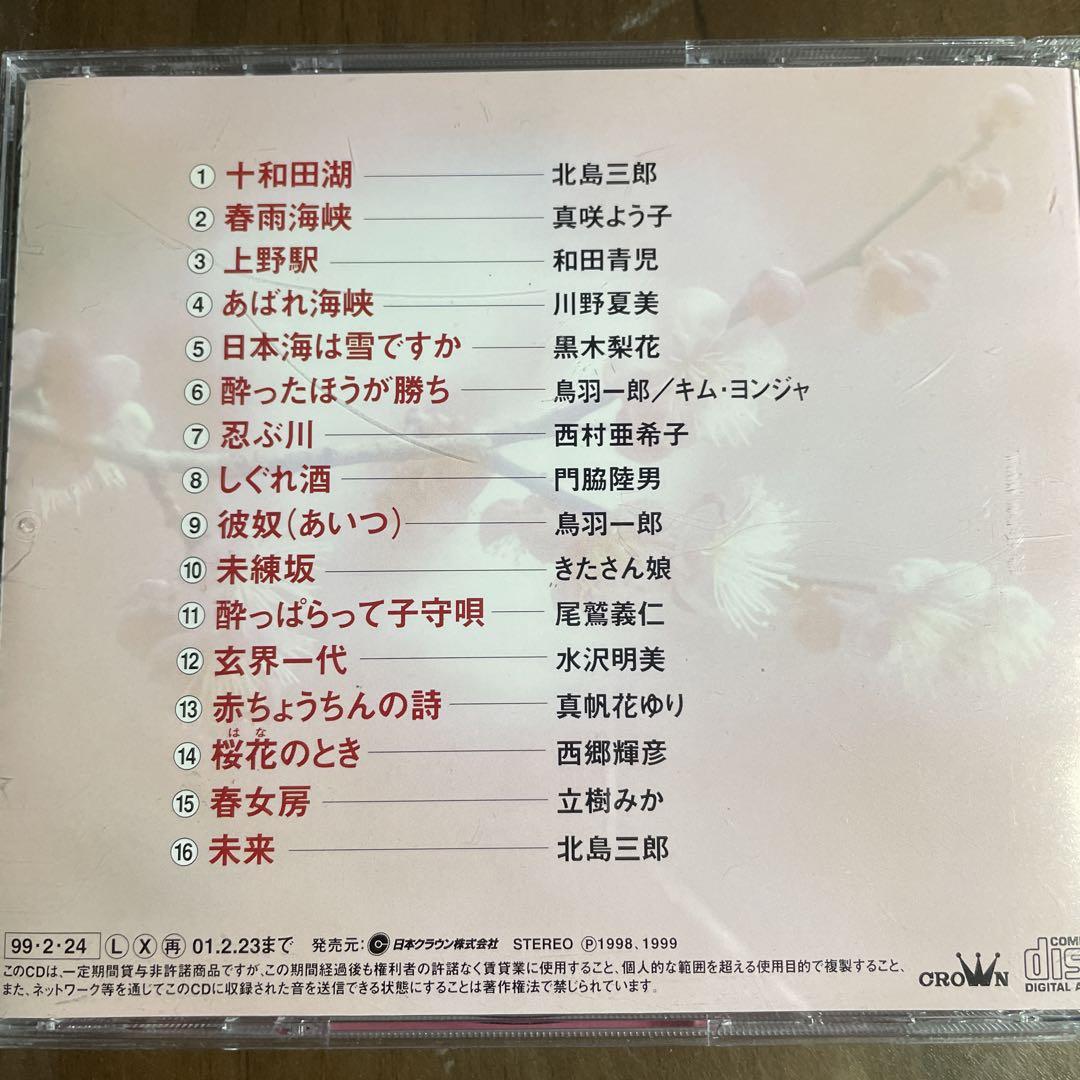 ① 十和田湖 北島三郎
② 春雨海峡 真咲よう子
③ 上野駅 和田青児
④ あばれ海峡 川野夏美
⑤ 日本海は雪ですか 黒木梨花
⑥ 酔ったほうが勝ち 鳥羽一郎／キム・ヨンジャ
⑦ 忍ぶ川 西村亜希子
⑧ しぐれ酒 門脇陸男
⑨ 彼奴(あいつ) 鳥羽一郎
⑩ 未練坂 きたさん娘
⑪ 酔っぱらって子守唄 尾鷲義仁
⑫ 玄界一代 水沢明美
⑬ 赤ちょうちんの詩 真帆花ゆり
はな
⑭ 桜花のとき 西郷輝彦
⑮ 春女房 立樹みか
⑯ 未来 北島三郎
99・2・24 Ⓛ Ⓧ 再 01.2.23まで 発売元: 日本クラウン株式会社 STEREO Ⓟ1998, 1999
このCDは、一定期間貸与非許諾商品ですが、この期間経過後も権利者の許諾なく賃貸業に使用すること、個人的な範囲を超える使用目的で複製すること、
また、ネットワーク等を通じてこのCDに収録された音を送信できる状態にすることは著作権法で禁じられています。
CROWN
COM
dis
DIGITAL A